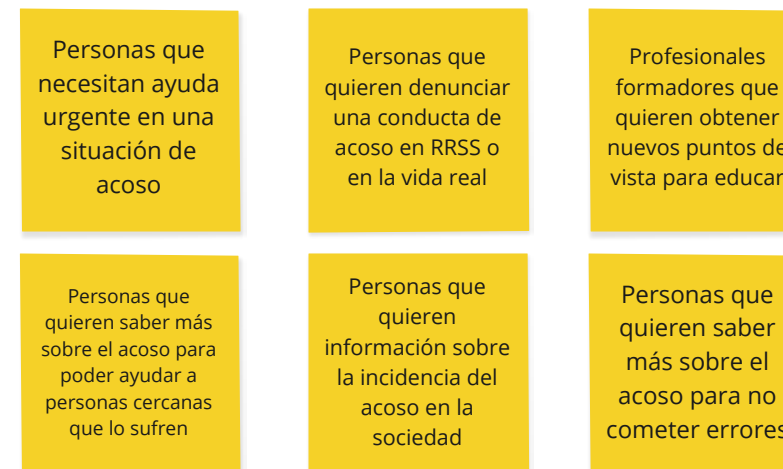 Personas que
necesitan ayuda
urgente en una
situación de
acoso
Personas que
quieren denunciar
una conducta de
acoso en RRSS o
en la vida real
Profesionales
formadores que
quieren obtener
nuevos puntos de
vista para educar
Personas que
quieren saber más
sobre el acoso para
poder ayudar a
personas cercanas
que lo sufren
Personas que
quieren
información sobre
la incidencia del
acoso en la
sociedad
Personas que
quieren saber
más sobre el
acoso para no
cometer errores